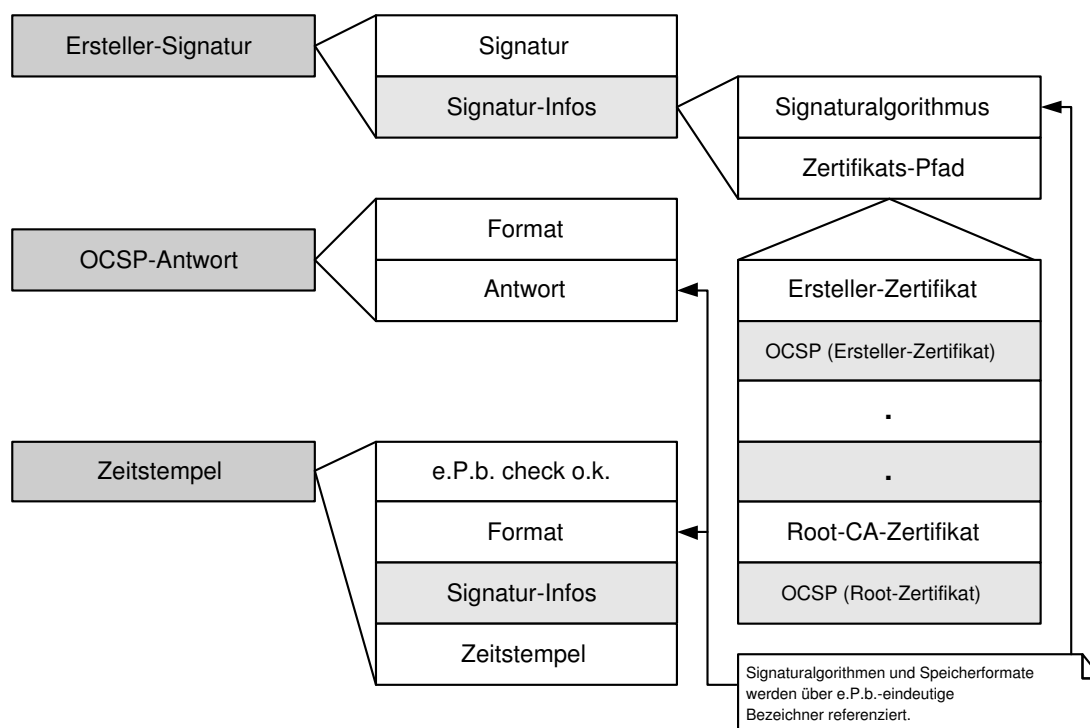 Ersteller-Signatur
Signatur
Signatur-Infos
Signaturalgorithmus
Zertifikats-Pfad
OCSP-Antwort
Format
Antwort
Ersteller-Zertifikat
OCSP (Ersteller-Zertifikat)
.
.
Root-CA-Zertifikat
OCSP (Root-Zertifikat)
Zeitstempel
e.P.b. check o.k.
Format
Signatur-Infos
Zeitstempel
Signaturalgorithmen und Speicherformate
werden über e.P.b.-eindeutige
Bezeichner referenziert.